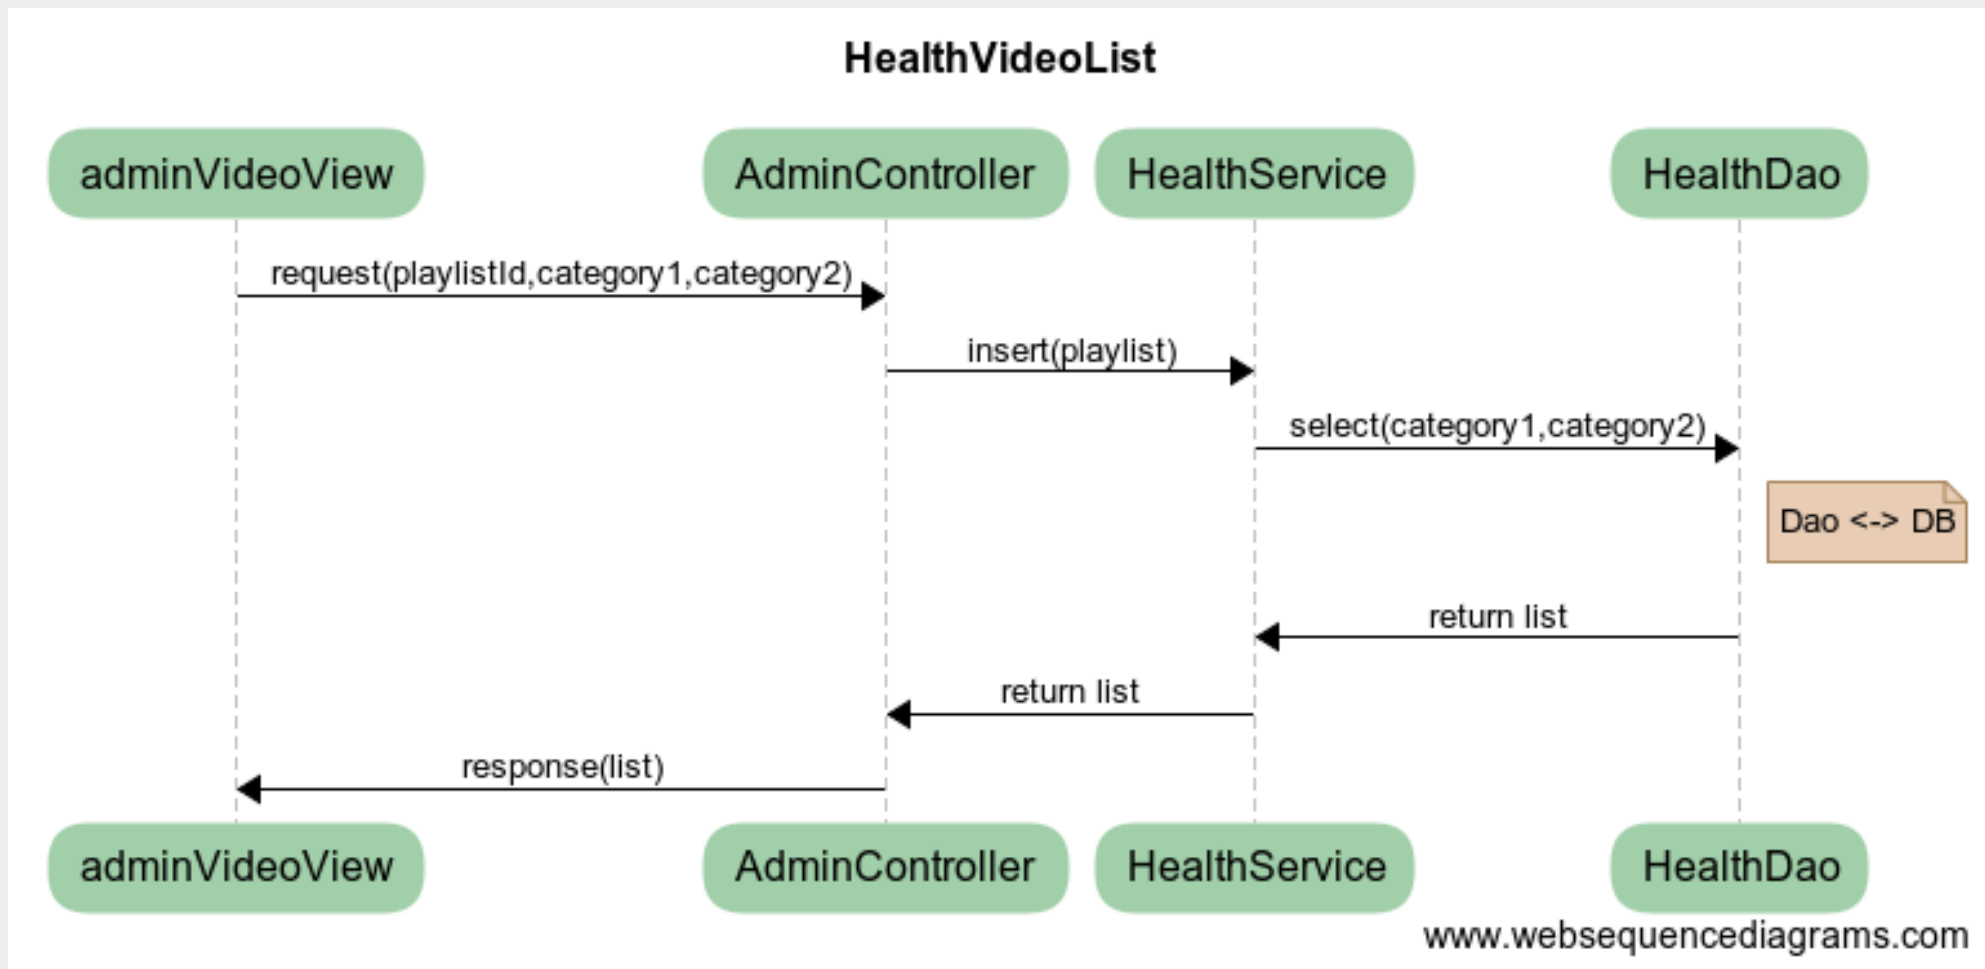 HealthVideoList
adminVideoView
AdminController
HealthService
HealthDao
request(playlistId,category1,category2)
insert(playlist)
select(category1,category2)
Dao <-> DB
return list
return list
response(list)
adminVideoView
AdminController
HealthService
HealthDao
www.websequencediagrams.com